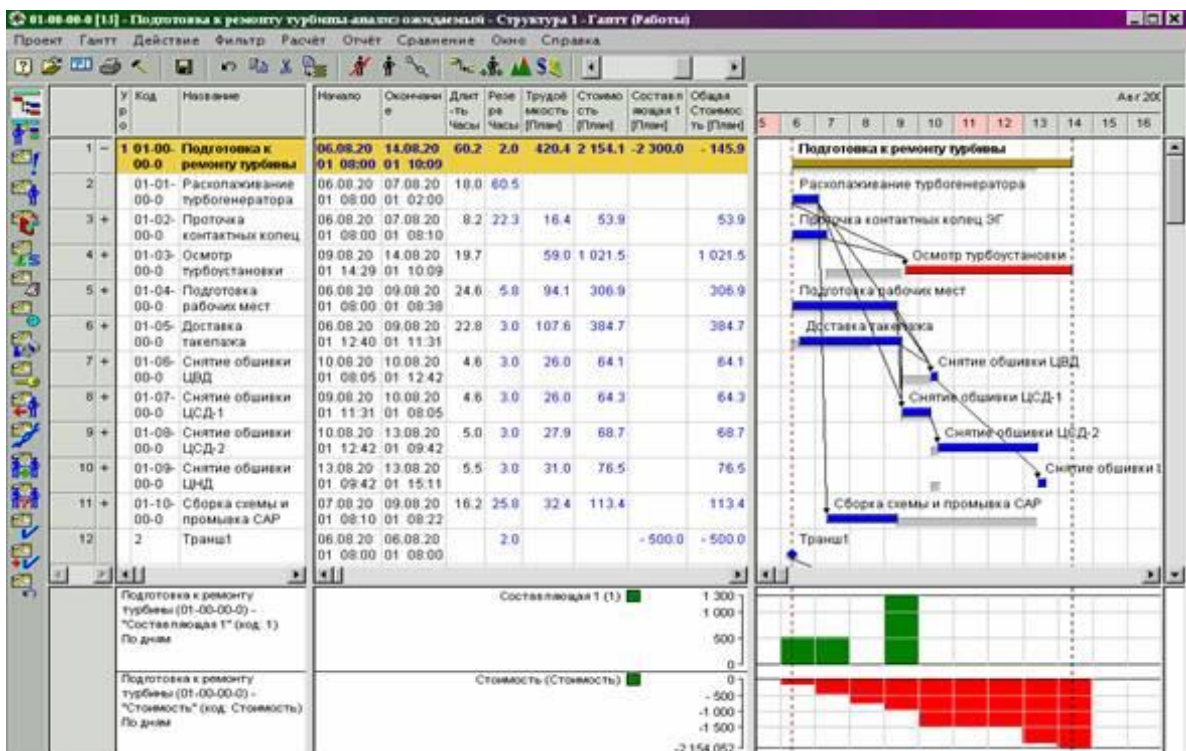 01-00-00-0 [13] - Подготовка к ремонту турбины-анализ ожидаемый - Структура 1 - Гантт (Работы)
Проект Гантт Действие Фильтр Расчёт Отчёт Сравнение Окно Справка
Уро Код Название Начало Окончание Длит-ть Часы Резерв Часы Трудоёмкость [План] Стоимость [План] Составляющая 1 [План] Общая Стоимость [План]
Авг 200
5 6 7 8 9 10 11 12 13 14 15 16
1 – 1 01-00-00-0 Подготовка к ремонту турбины 06.08.2001 08:00 14.08.2001 10:09 60.2 2.0 420.4 2 154.1 -2 300.0 - 145.9
Подготовка к ремонту турбины
2 01-01-00-0 Расхолаживание турбогенератора 06.08.2001 08:00 07.08.2001 02:00 18.0 60.5
Расхолаживание турбогенератора
3 + 01-02-00-0 Проточка контактных колец 06.08.2001 08:00 07.08.2001 08:10 8.2 22.3 16.4 53.9 53.9
Проточка контактных колец ЭГ
4 + 01-03-00-0 Осмотр турбоустановки 09.08.2001 14:29 14.08.2001 10:09 19.7 59.0 1 021.5 1 021.5
Осмотр турбоустановки
5 + 01-04-00-0 Подготовка рабочих мест 06.08.2001 08:00 09.08.2001 08:38 24.6 5.8 94.1 306.9 306.9
Подготовка рабочих мест
6 + 01-05-00-0 Доставка такелажа 06.08.2001 12:40 09.08.2001 11:31 22.8 3.0 107.6 384.7 384.7
Доставка такелажа
7 + 01-06-00-0 Снятие обшивки ЦВД 10.08.2001 08:05 10.08.2001 12:42 4.6 3.0 26.0 64.1 64.1
Снятие обшивки ЦВД
8 + 01-07-00-0 Снятие обшивки ЦСД-1 09.08.2001 11:31 10.08.2001 08:05 4.6 3.0 26.0 64.3 64.3
Снятие обшивки ЦСД-1
9 + 01-08-00-0 Снятие обшивки ЦСД-2 10.08.2001 12:42 13.08.2001 09:42 5.0 3.0 27.9 68.7 68.7
Снятие обшивки ЦСД-2
10 + 01-09-00-0 Снятие обшивки ЦНД 13.08.2001 09:42 13.08.2001 15:11 5.5 3.0 31.0 76.5 76.5
Снятие обшивки
11 + 01-10-00-0 Сборка схемы и промывка САР 07.08.2001 08:10 09.08.2001 08:22 16.2 25.8 32.4 113.4 113.4
Сборка схемы и промывка САР
12 2 Транш1 06.08.2001 08:00 06.08.2001 08:00 2.0 - 500.0 - 500.0
Транш1
Подготовка к ремонту
турбины (01-00-00-0) -
"Составляющая 1" (код: 1)
По дням
Составляющая 1 (1)
1 300
1 000
500
0
Подготовка к ремонту
турбины (01-00-00-0) -
"Стоимость" (код: Стоимость)
По дням
Стоимость (Стоимость)
0
- 500
-1 000
-1 500
-2 154,052